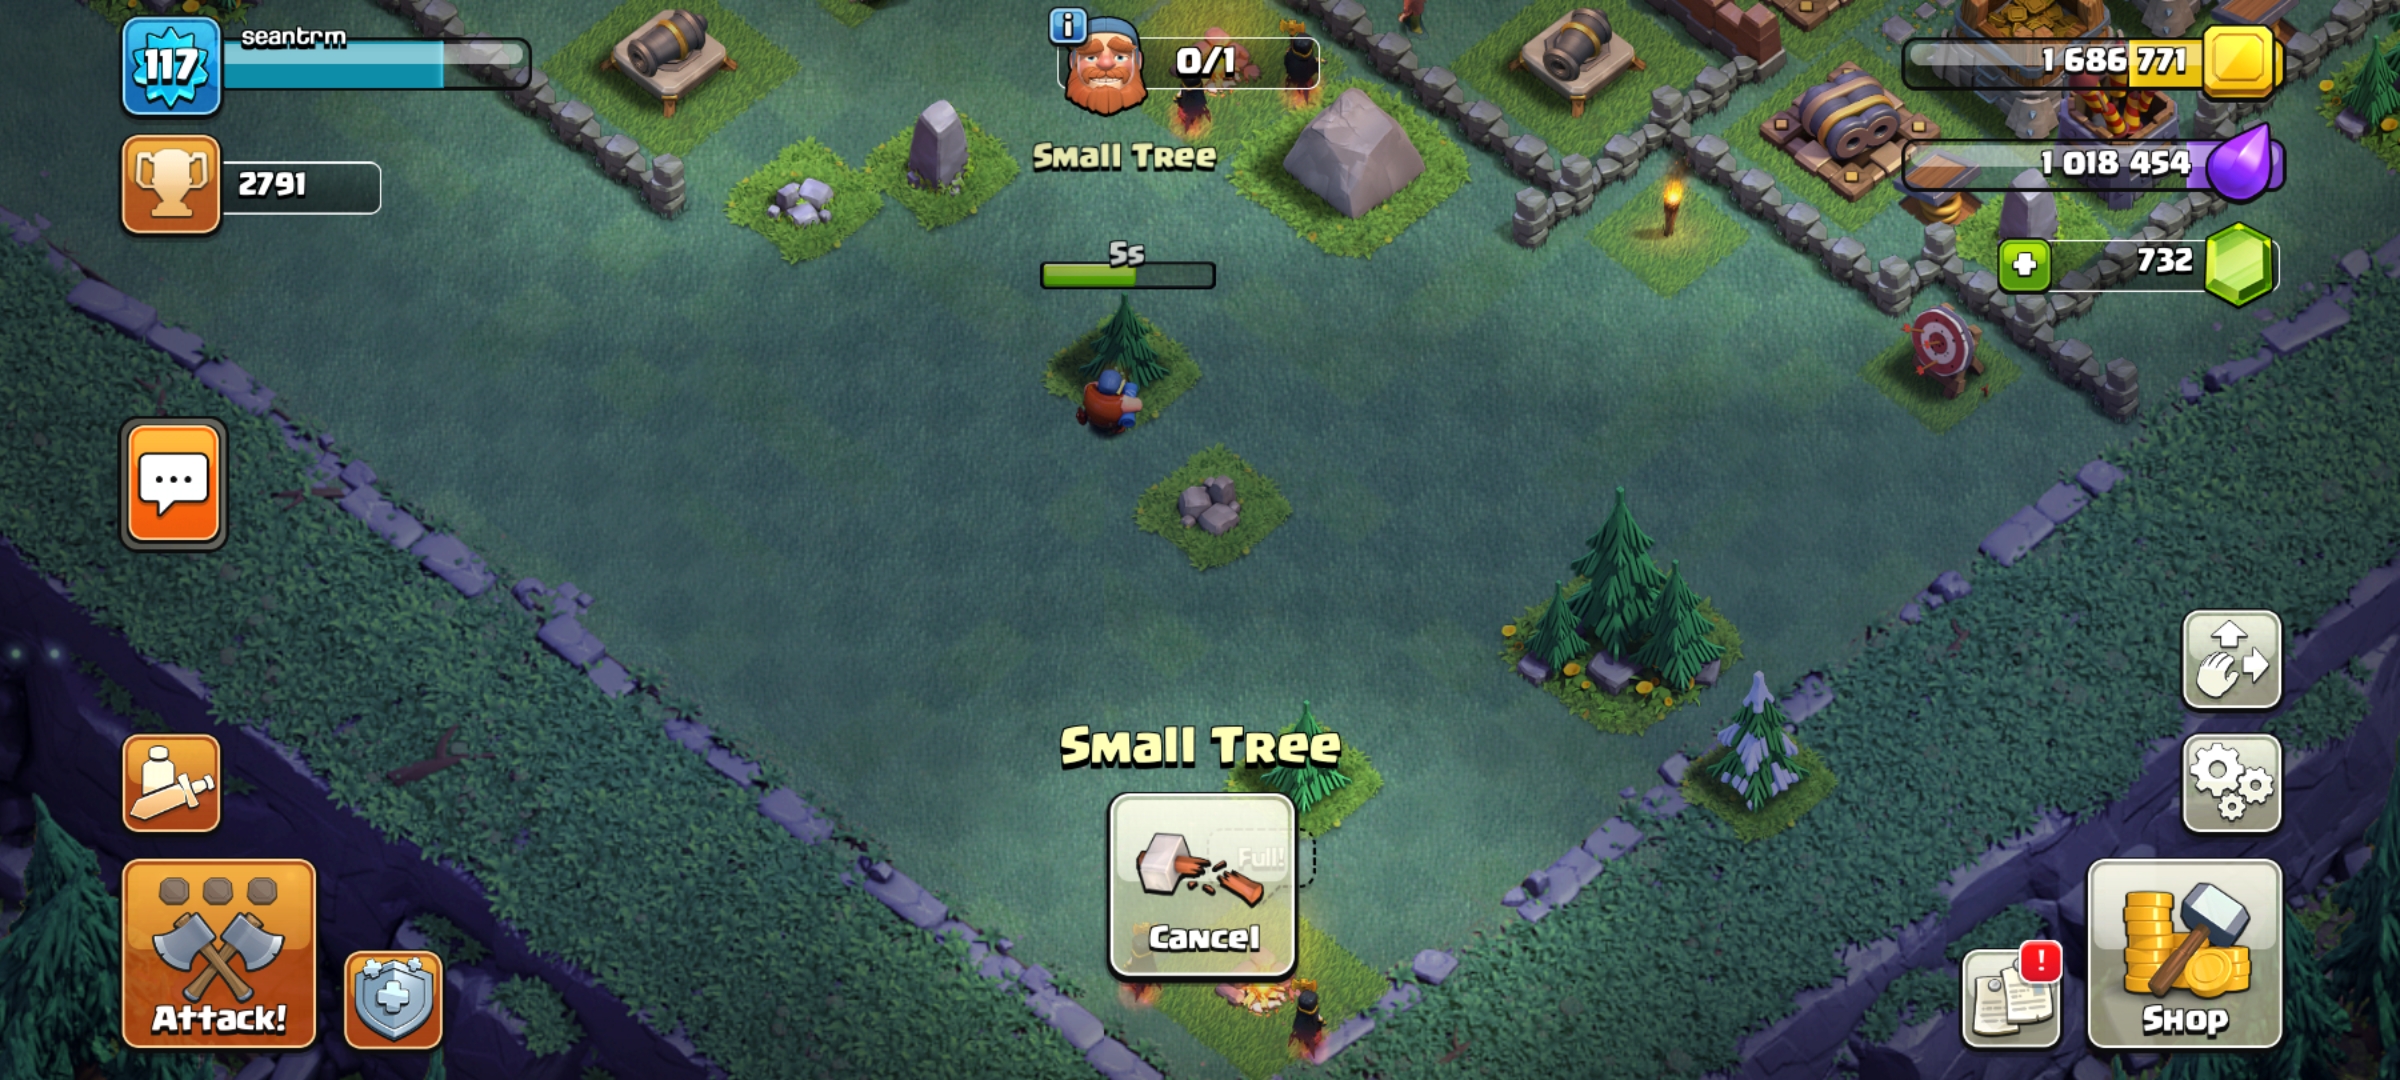 117
seantrm
i
0/1
1 686 771
2791
Small Tree
1 018 454
5s
732
Small Tree
Full!
Cancel
Attack!
!
Shop